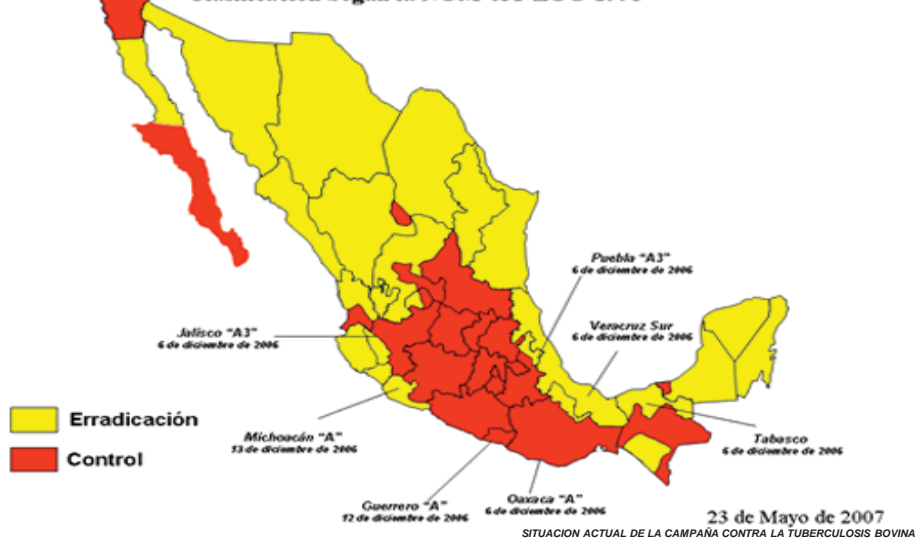 Puebla "A3"
6 de diciembre de 2006
Veracruz Sur
6 de diciembre de 2006
Jalisco "A3"
6 de diciembre de 2006
Erradicación
Control
Michoacán "A"
13 de diciembre de 2006
Tabasco
6 de diciembre de 2006
Guerrero "A"
12 de diciembre de 2006
Oaxaca "A"
6 de diciembre de 2006
23 de Mayo de 2007
SITUACION ACTUAL DE LA CAMPAÑA CONTRA LA TUBERCULOSIS BOVINA